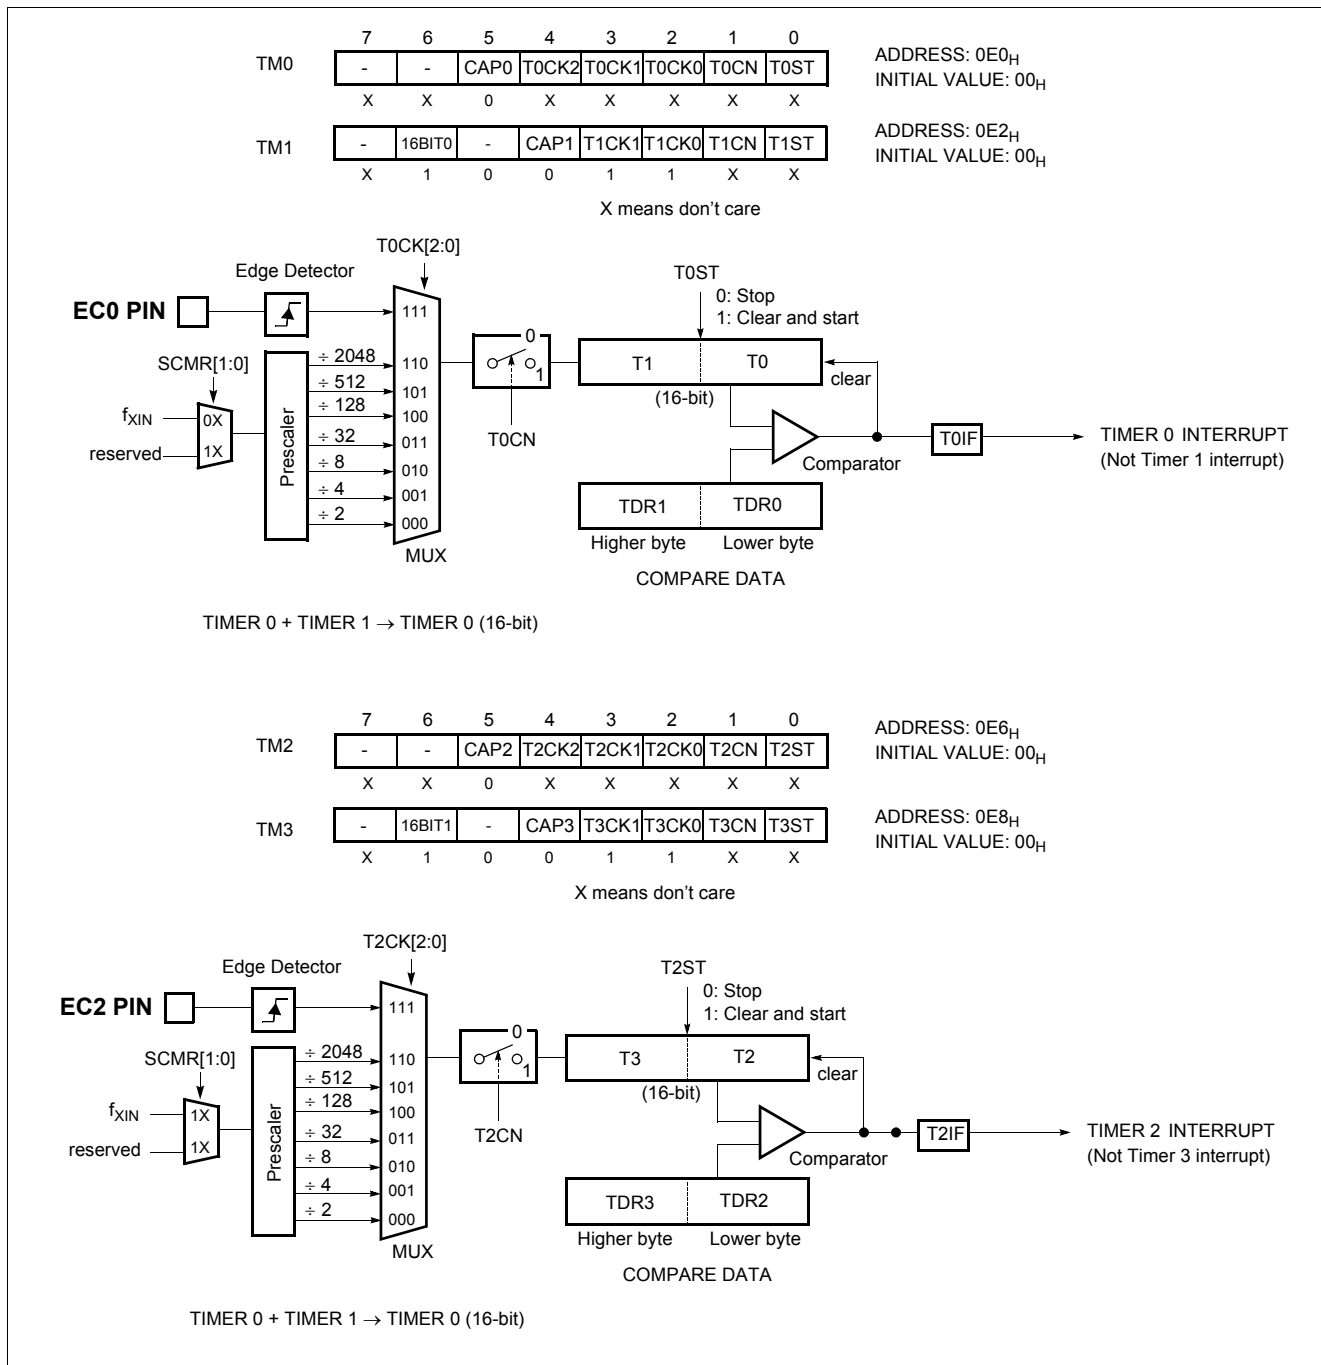 7 6 5 4 3 2 1 0
TM0 - - CAP0 T0CK2 T0CK1 T0CK0 T0CN T0ST
ADDRESS: 0E0H
INITIAL VALUE: 00H
X X 0 X X X X X
TM1 - 16BIT0 - CAP1 T1CK1 T1CK0 T1CN T1ST
ADDRESS: 0E2H
INITIAL VALUE: 00H
X 1 0 0 1 1 X X
X means don't care
T0CK[2:0]
Edge Detector
T0ST
0: Stop
1: Clear and start
EC0 PIN
111
SCMR[1:0]
÷ 2048 110
÷ 512 101
÷ 128 100
÷ 32 011
÷ 8 010
÷ 4 001
÷ 2 000
fXIN 0X
reserved 1X
Prescaler
MUX
0
1
T0CN
T1 T0
(16-bit)
clear
Comparator
T0IF
TIMER 0 INTERRUPT
(Not Timer 1 interrupt)
TDR1 TDR0
Higher byte Lower byte
COMPARE DATA
TIMER 0 + TIMER 1 → TIMER 0 (16-bit)
7 6 5 4 3 2 1 0
TM2 - - CAP2 T2CK2 T2CK1 T2CK0 T2CN T2ST
ADDRESS: 0E6H
INITIAL VALUE: 00H
X X 0 X X X X X
TM3 - 16BIT1 - CAP3 T3CK1 T3CK0 T3CN T3ST
ADDRESS: 0E8H
INITIAL VALUE: 00H
X 1 0 0 1 1 X X
X means don't care
T2CK[2:0]
Edge Detector
T2ST
0: Stop
1: Clear and start
EC2 PIN
111
SCMR[1:0]
÷ 2048 110
÷ 512 101
÷ 128 100
÷ 32 011
÷ 8 010
÷ 4 001
÷ 2 000
fXIN 1X
reserved 1X
Prescaler
MUX
0
1
T2CN
T3 T2
(16-bit)
clear
Comparator
T2IF
TIMER 2 INTERRUPT
(Not Timer 3 interrupt)
TDR3 TDR2
Higher byte Lower byte
COMPARE DATA
TIMER 0 + TIMER 1 → TIMER 0 (16-bit)